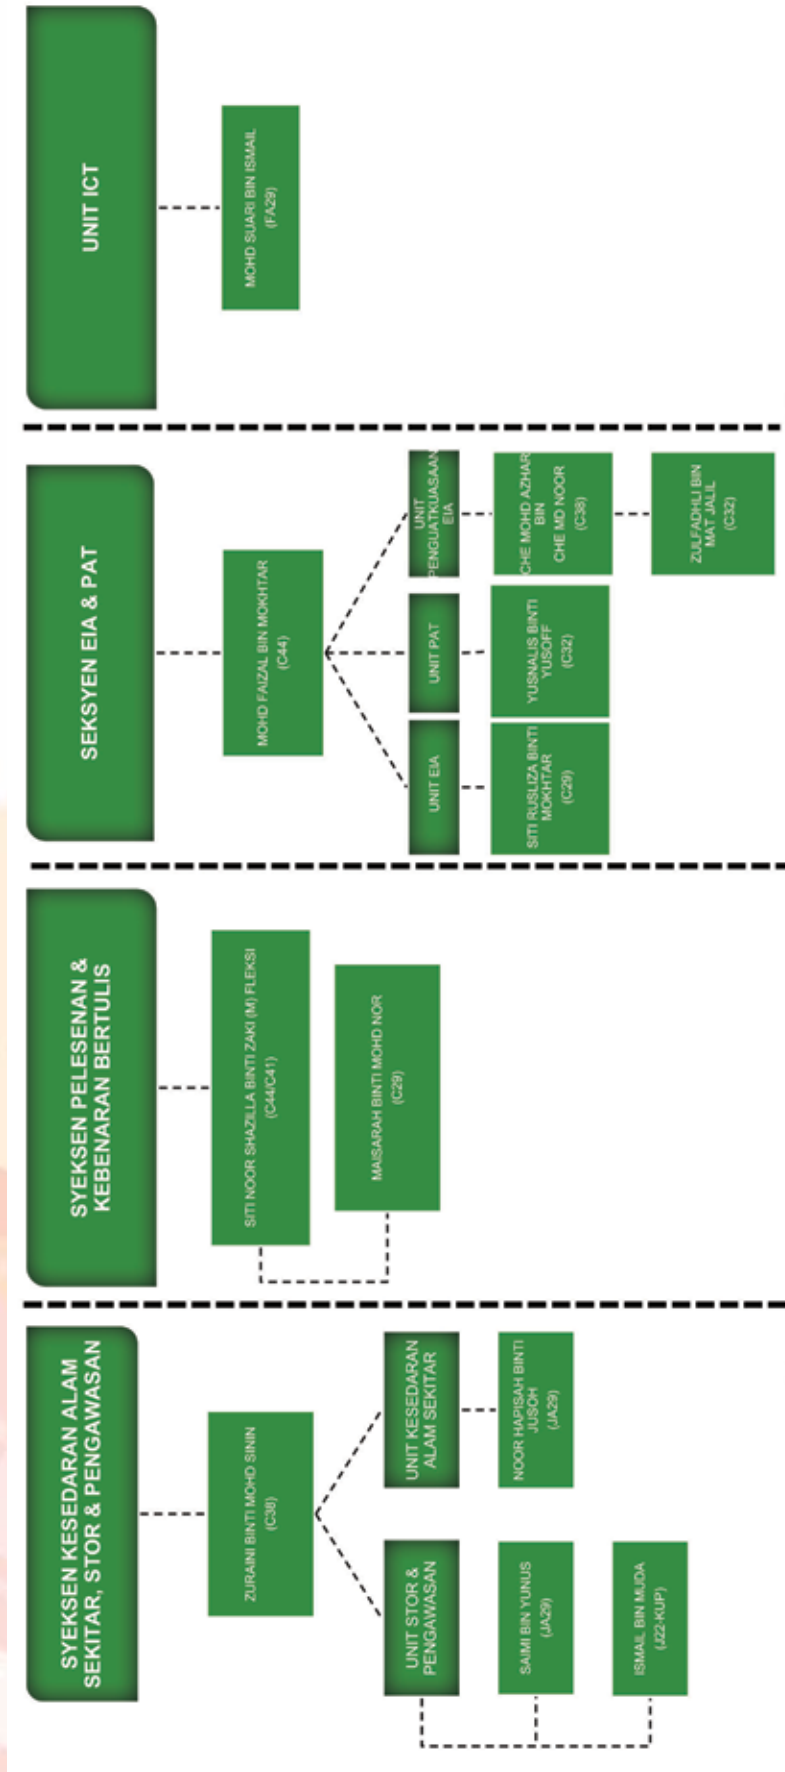 SYEKSEN KESEDARAN ALAM
SEKITAR, STOR & PENGAWASAN
ZURAINI BINTI MOHD SININ
(C38)
UNIT STOR &
PENGAWASAN
SAIMI BIN YUNUS
(JA29)
ISMAIL BIN MUDA
(J22-KUP)
UNIT KESEDARAN
ALAM SEKITAR
NOOR HAPISAH BINTI
JUSOH
(JA29)
SYEKSEN PELESENAN &
KEBENARAN BERTULIS
SITI NOOR SHAZILLA BINTI ZAKI (M) FLEKSI
(C44/C41)
MAISARAH BINTI MOHD NOR
(C29)
SEKSYEN EIA & PAT
MOHD FAIZAL BIN MOKHTAR
(C44)
UNIT EIA
SITI RUSLIZA BINTI
MOKHTAR
(C29)
UNIT PAT
YUSNALIS BINTI
YUSOFF
(C32)
UNIT
PENGUATKUASAAN
EIA
CHE MOHD AZHAR
BIN
CHE MD NOOR
(C38)
ZULFADHLI BIN
MAT JALIL
(C32)
UNIT ICT
MOHD SUARI BIN ISMAIL
(FA29)